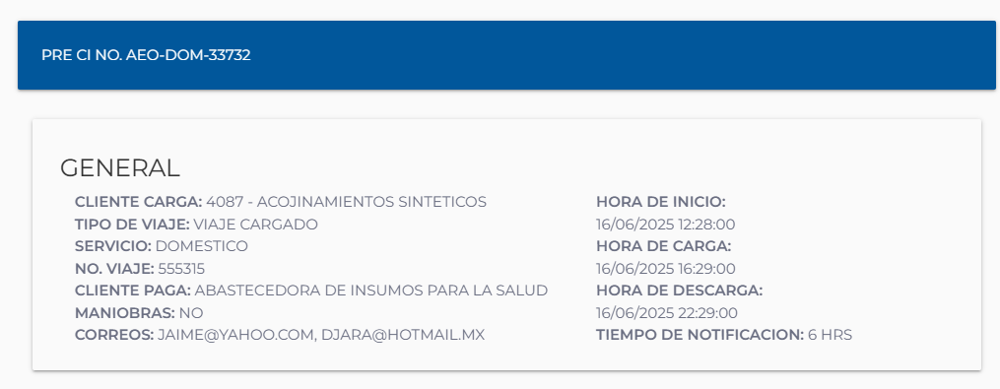 PRE CI NO. AEO-DOM-33732
GENERAL
CLIENTE CARGA: 4087 - ACOJINAMIENTOS SINTETICOS
TIPO DE VIAJE: VIAJE CARGADO
SERVICIO: DOMESTICO
NO. VIAJE: 555315
CLIENTE PAGA: ABASTECEDORA DE INSUMOS PARA LA SALUD
MANIOBRAS: NO
CORREOS: JAIME@YAHOO.COM, DJARA@HOTMAIL.MX
HORA DE INICIO:
16/06/2025 12:28:00
HORA DE CARGA:
16/06/2025 16:29:00
HORA DE DESCARGA:
16/06/2025 22:29:00
TIEMPO DE NOTIFICACION: 6 HRS